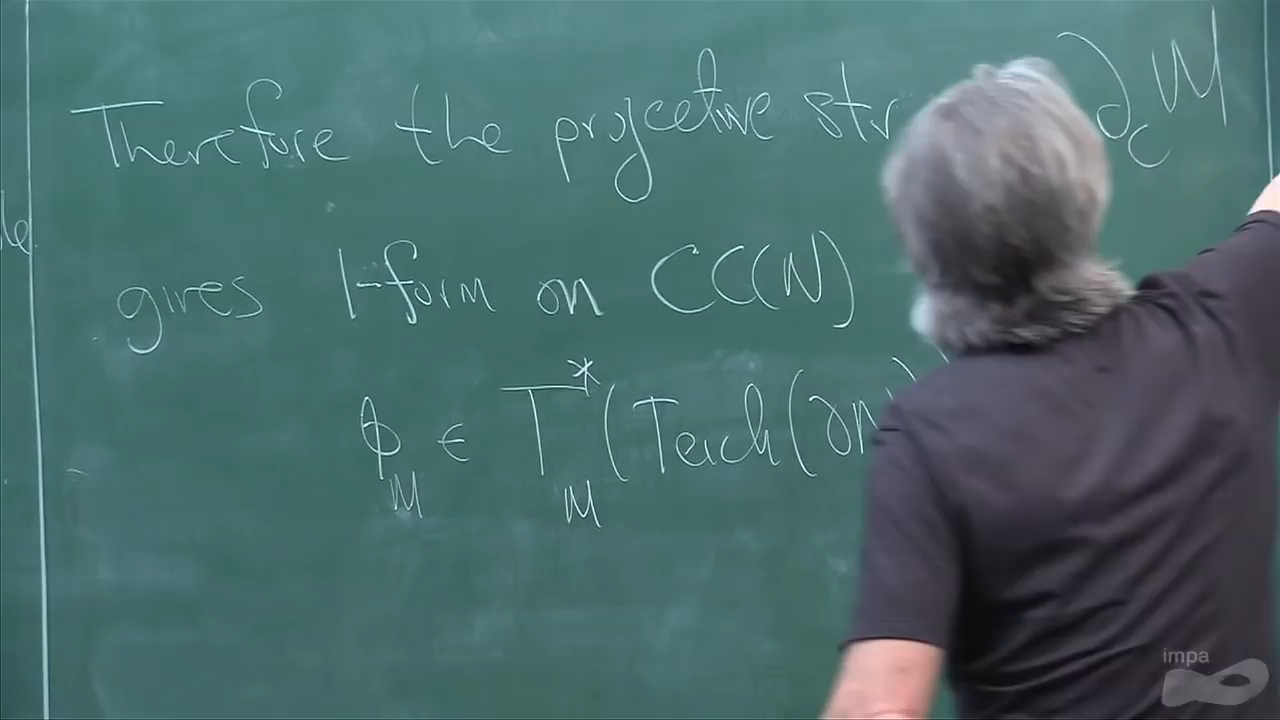 Therefore the projective str ∂_C M
gives 1-form on CC(N)
ϕ_M ∈ T*_M (Teich(∂N)
impa